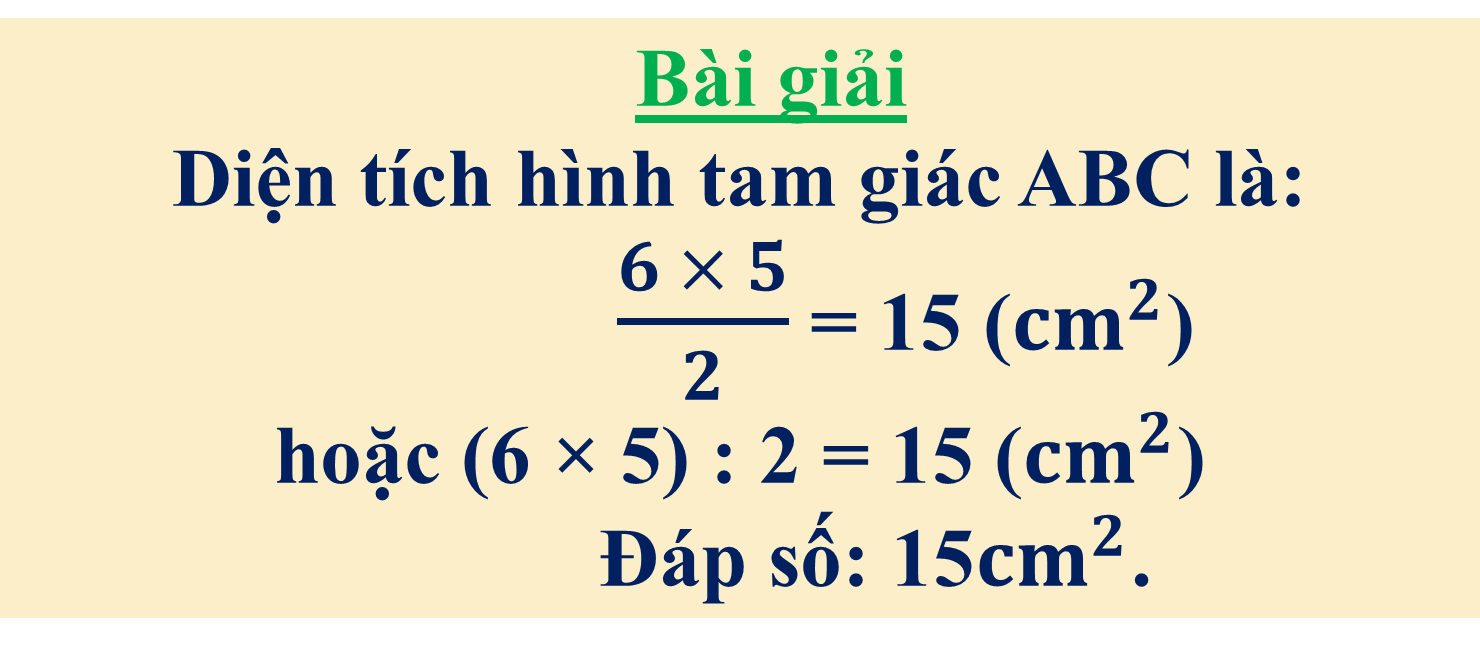 Bài giải
Diện tích hình tam giác ABC là:
6 × 5 / 2 = 15 (cm²)
hoặc (6 × 5) : 2 = 15 (cm²)
Đáp số: 15cm².